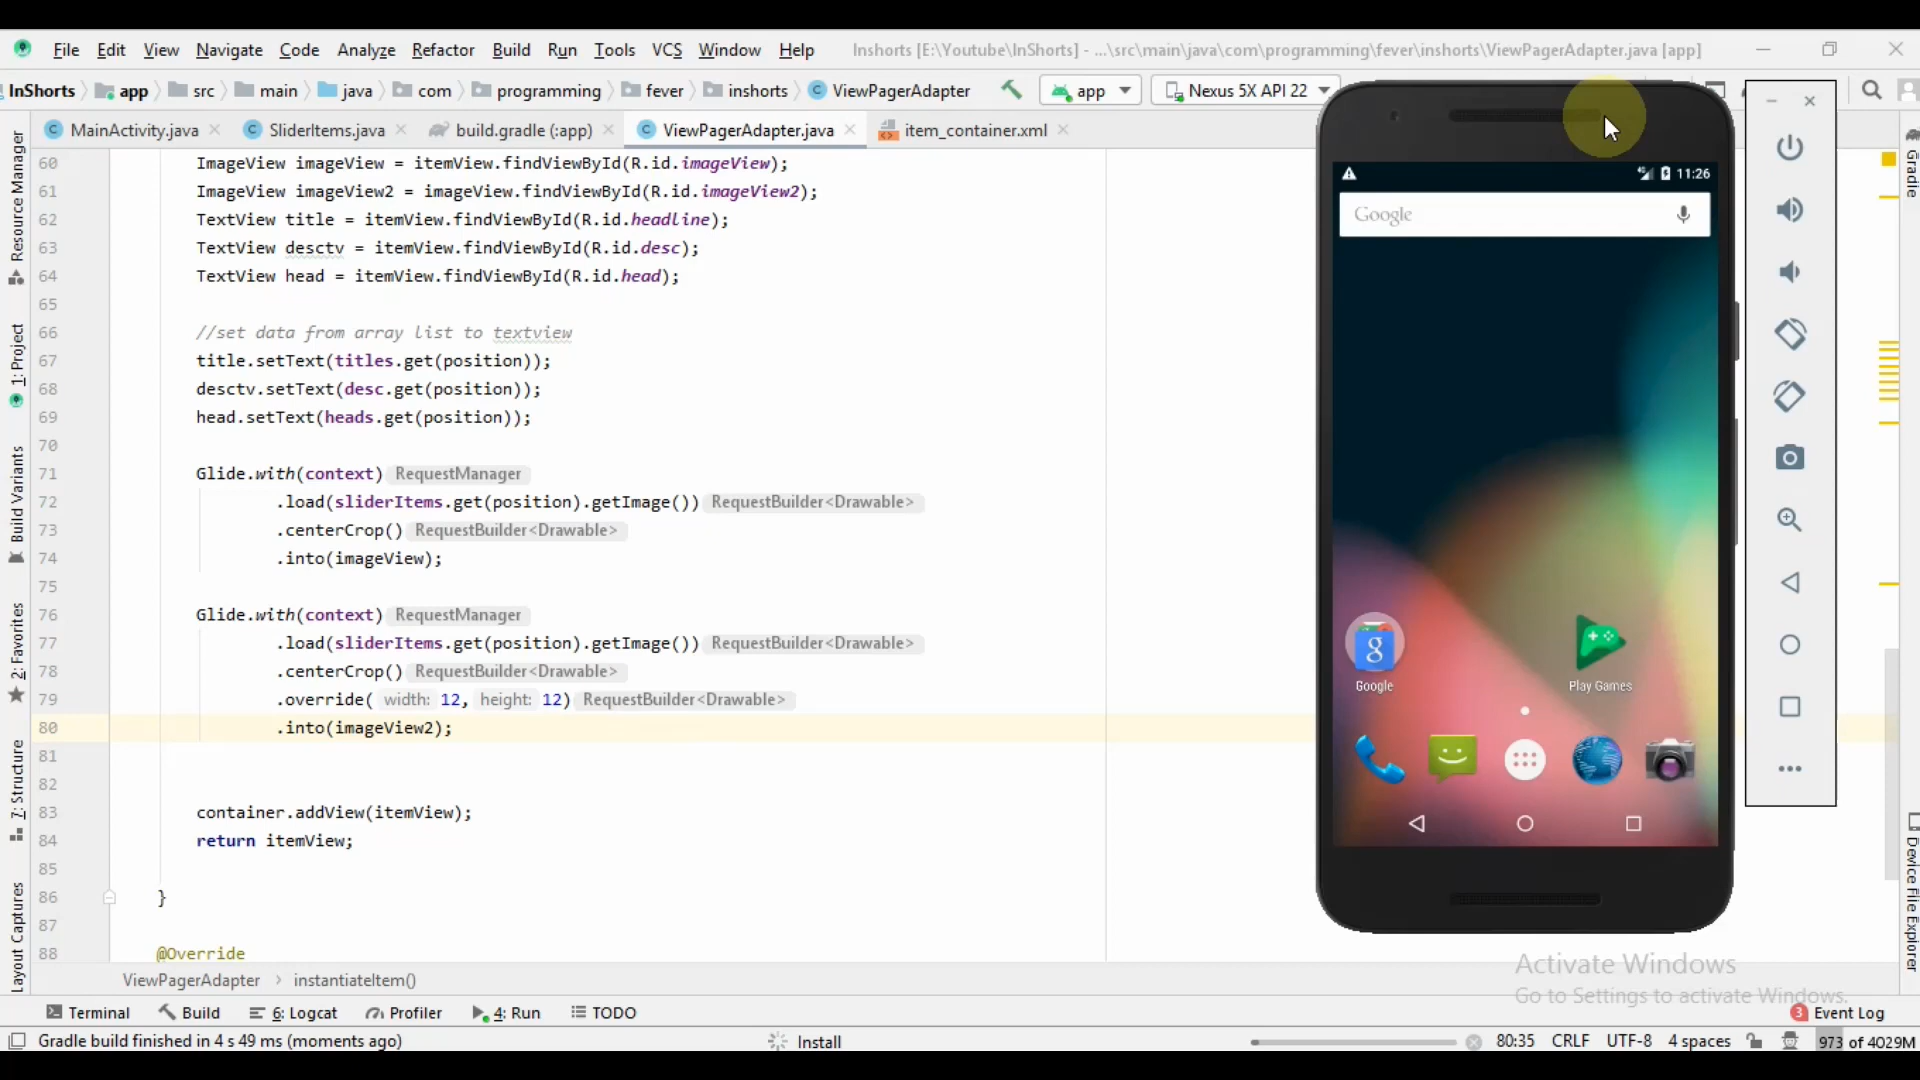 File Edit View Navigate Code Analyze Refactor Build Run Tools VCS Window Help Inshorts [E:\Youtube\InShorts] - ...\src\main\java\com\programming\fever\inshorts\ViewPagerAdapter.java [app]
InShorts app src main java com programming fever inshorts ViewPagerAdapter app Nexus 5X API 22
MainActivity.java SliderItems.java build.gradle (:app) ViewPagerAdapter.java item_container.xml
60 ImageView imageView = itemView.findViewById(R.id.imageView);
61 ImageView imageView2 = imageView.findViewById(R.id.imageView2);
62 TextView title = itemView.findViewById(R.id.headline);
63 TextView desctv = itemView.findViewById(R.id.desc);
64 TextView head = itemView.findViewById(R.id.head);
65
66 //set data from array list to textview
67 title.setText(titles.get(position));
68 desctv.setText(desc.get(position));
69 head.setText(heads.get(position));
70
71 Glide.with(context) RequestManager
72 .load(sliderItems.get(position).getImage()) RequestBuilder<Drawable>
73 .centerCrop() RequestBuilder<Drawable>
74 .into(imageView);
75
76 Glide.with(context) RequestManager
77 .load(sliderItems.get(position).getImage()) RequestBuilder<Drawable>
78 .centerCrop() RequestBuilder<Drawable>
79 .override( width: 12, height: 12) RequestBuilder<Drawable>
80 .into(imageView2);
81
82
83 container.addView(itemView);
84 return itemView;
85
86 }
87
88 @Override
ViewPagerAdapter > instantiateItem()
Resource Manager
1: Project
Build Variants
2: Favorites
7: Structure
Layout Captures
11:26
Google
g
Google
Play Games
Gradle
Device File Explorer
Activate Windows
Go to Settings to activate Windows.
Terminal Build 6: Logcat Profiler 4: Run TODO 3 Event Log
Gradle build finished in 4 s 49 ms (moments ago) Install 80:35 CRLF UTF-8 4 spaces 973 of 4029M